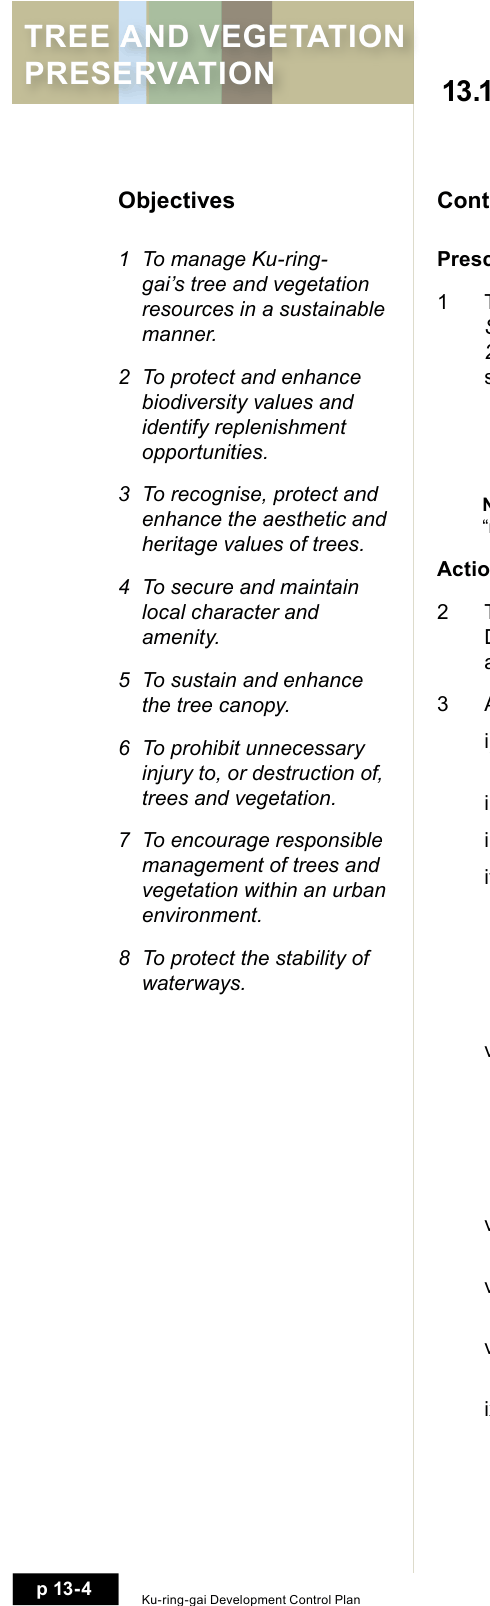 TREE AND VEGETATION
PRESERVATION
13.1
Objectives
1 To manage Ku-ring-
gai’s tree and vegetation
resources in a sustainable
manner.
2 To protect and enhance
biodiversity values and
identify replenishment
opportunities.
3 To recognise, protect and
enhance the aesthetic and
heritage values of trees.
4 To secure and maintain
local character and
amenity.
5 To sustain and enhance
the tree canopy.
6 To prohibit unnecessary
injury to, or destruction of,
trees and vegetation.
7 To encourage responsible
management of trees and
vegetation within an urban
environment.
8 To protect the stability of
waterways.
Cont
Presc
1
Actio
2
3
p 13-4
Ku-ring-gai Development Control Plan